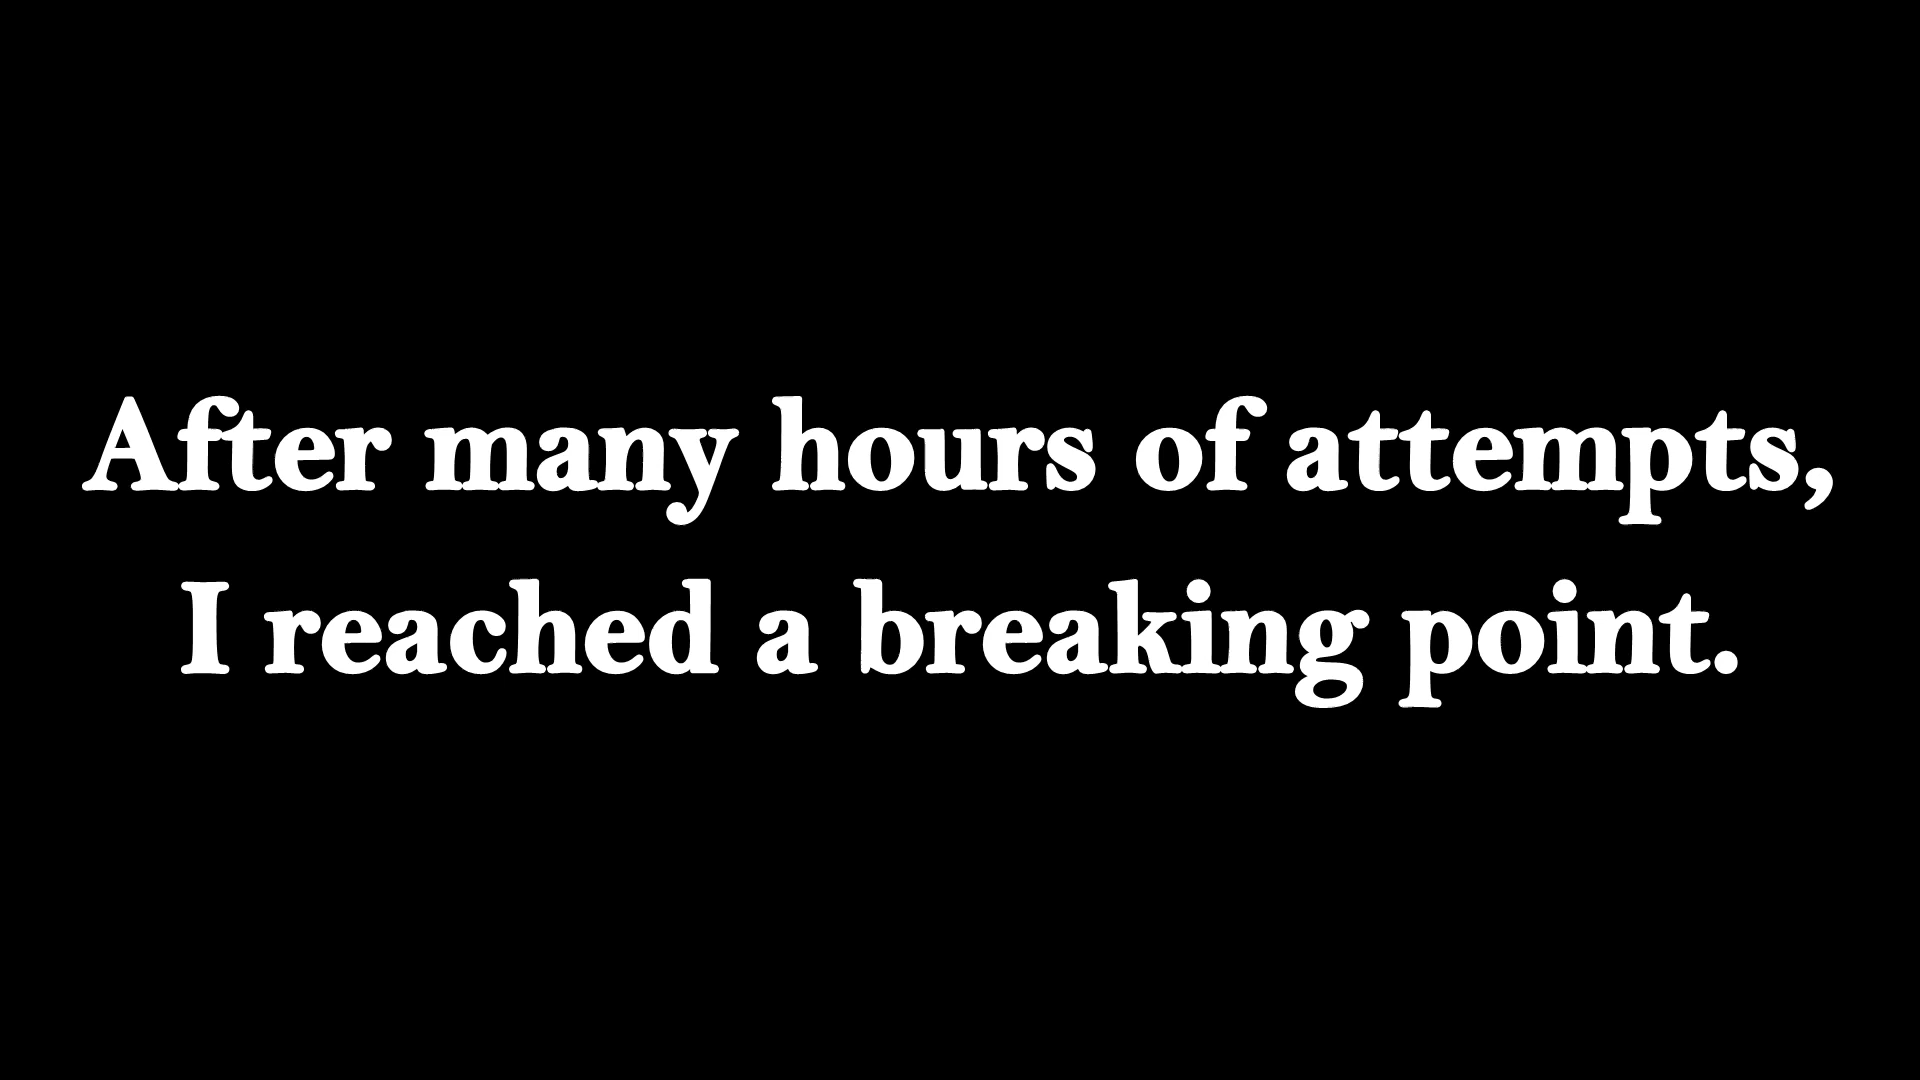 After many hours of attempts,
I reached a breaking point.